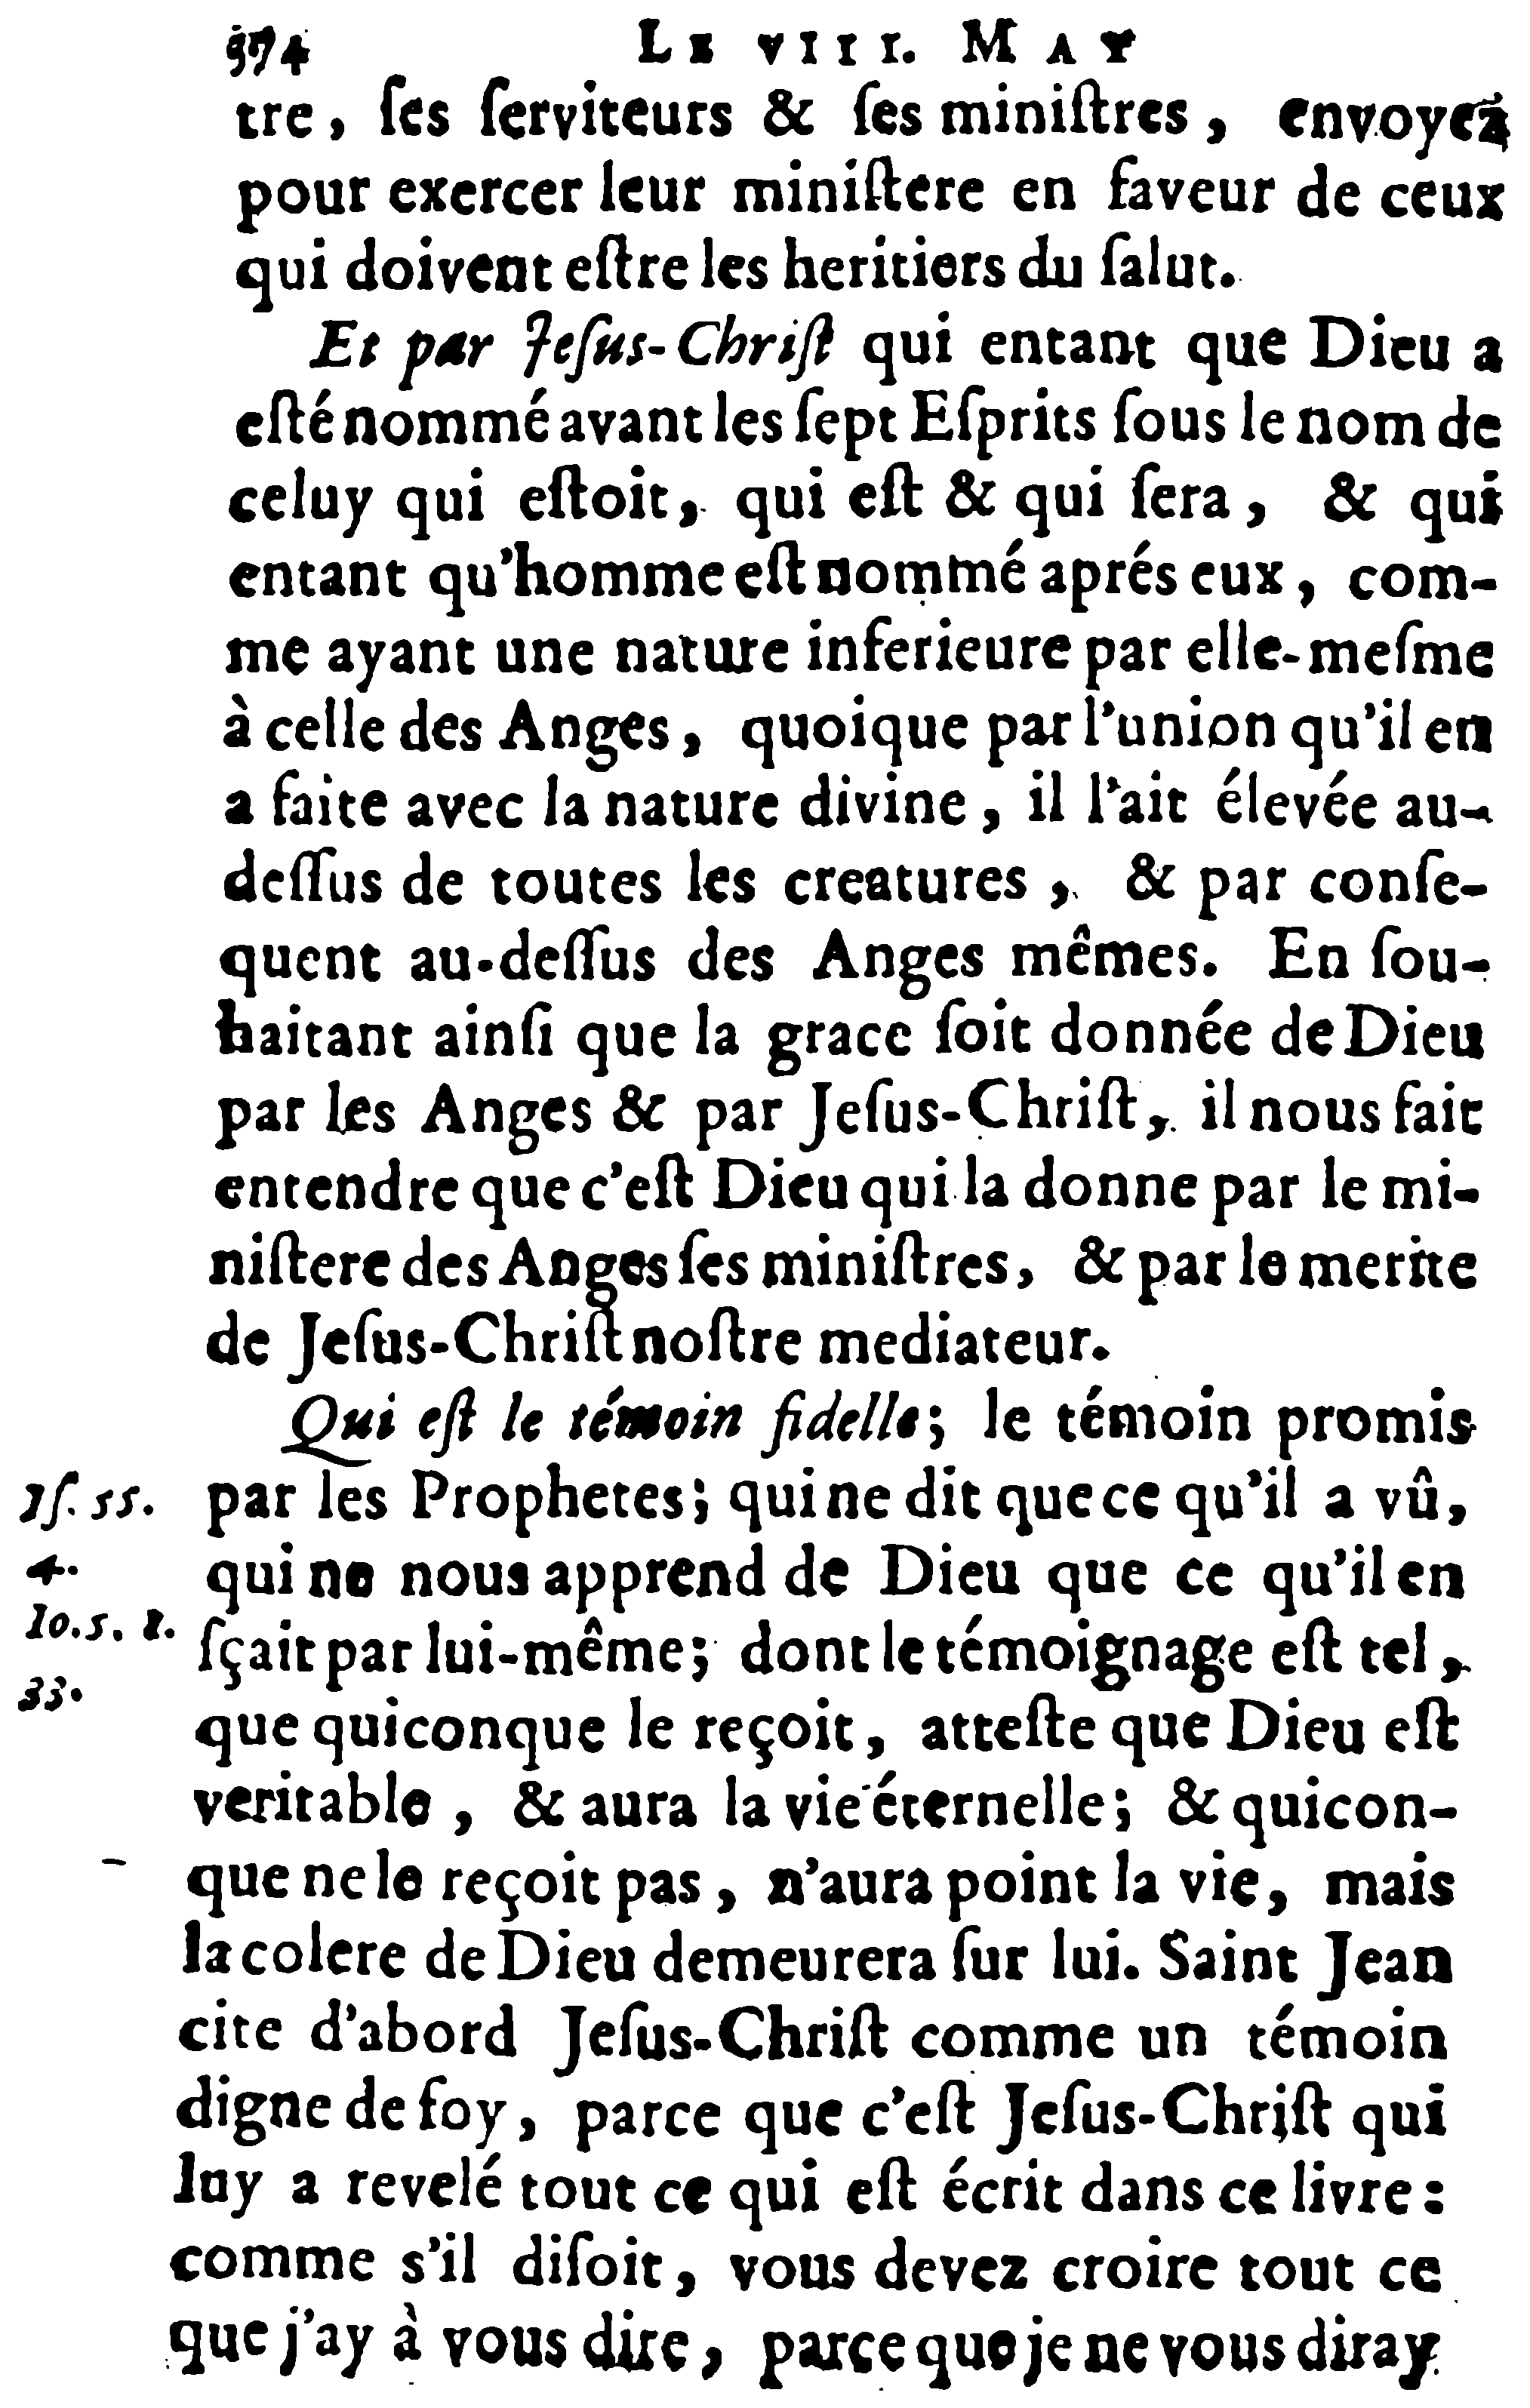 974 LE VIII. MAY
tre, ſes ſerviteurs & ſes miniſtres, envoyez
pour exercer leur miniſtere en faveur de ceux
qui doivent eſtre les heritiers du ſalut.
Et par Jeſus-Chriſt qui entant que Dieu a
eſté nommé avant les ſept Eſprits ſous le nom de
celuy qui eſtoit, qui eſt & qui ſera, & qui
entant qu'homme eſt nommé aprés eux, com-
me ayant une nature inferieure par elle-meſme
à celle des Anges, quoique par l'union qu'il en
a faite avec la nature divine, il l'ait élevée au-
deſſus de toutes les creatures, & par conſe-
quent au-deſſus des Anges mêmes. En ſou-
haitant ainſi que la grace ſoit donnée de Dieu
par les Anges & par Jeſus-Chriſt, il nous fait
entendre que c'eſt Dieu qui la donne par le mi-
niſtere des Anges ſes miniſtres, & par le merite
de Jeſus-Chriſt noſtre mediateur.
Qui eſt le témoin fidelle; le témoin promis
Iſ. 55. par les Prophetes; qui ne dit que ce qu'il a vû,
4. qui ne nous apprend de Dieu que ce qu'il en
Io. 5. 1. ſçait par lui-même; dont le témoignage eſt tel,
33. que quiconque le reçoit, atteſte que Dieu eſt
veritable, & aura la vie éternelle; & quicon-
que ne le reçoit pas, n'aura point la vie, mais
la colere de Dieu demeurera ſur lui. Saint Jean
cite d'abord Jeſus-Chriſt comme un témoin
digne de foy, parce que c'eſt Jeſus-Chriſt qui
luy a revelé tout ce qui eſt écrit dans ce livre:
comme s'il diſoit, vous devez croire tout ce
que j'ay à vous dire, parce que je ne vous diray